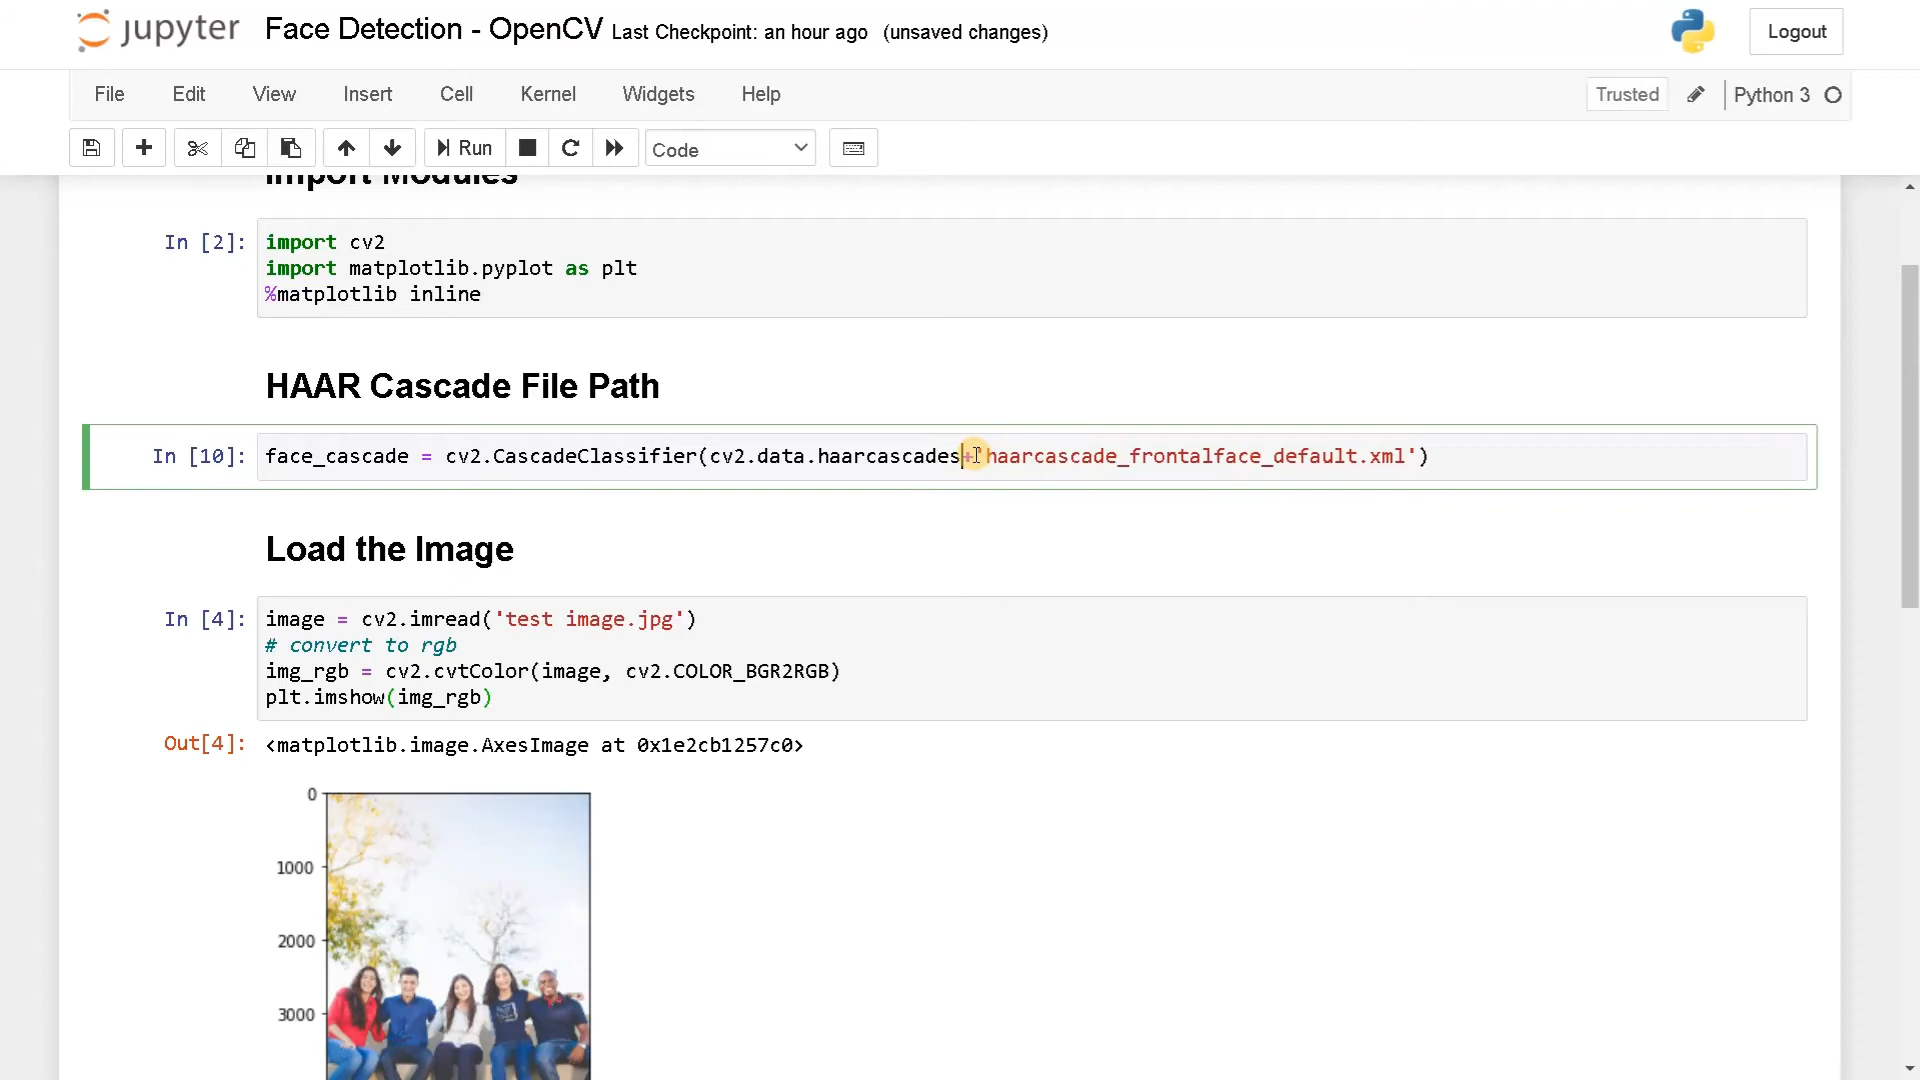 jupyter Face Detection - OpenCV Last Checkpoint: an hour ago (unsaved changes) Logout
File Edit View Insert Cell Kernel Widgets Help Trusted Python 3
Run Code
Import Modules
In [2]: import cv2
import matplotlib.pyplot as plt
%matplotlib inline
HAAR Cascade File Path
In [10]: face_cascade = cv2.CascadeClassifier(cv2.data.haarcascades+'haarcascade_frontalface_default.xml')
Load the Image
In [4]: image = cv2.imread('test image.jpg')
# convert to rgb
img_rgb = cv2.cvtColor(image, cv2.COLOR_BGR2RGB)
plt.imshow(img_rgb)
Out[4]: <matplotlib.image.AxesImage at 0x1e2cb1257c0>
0
1000
2000
3000